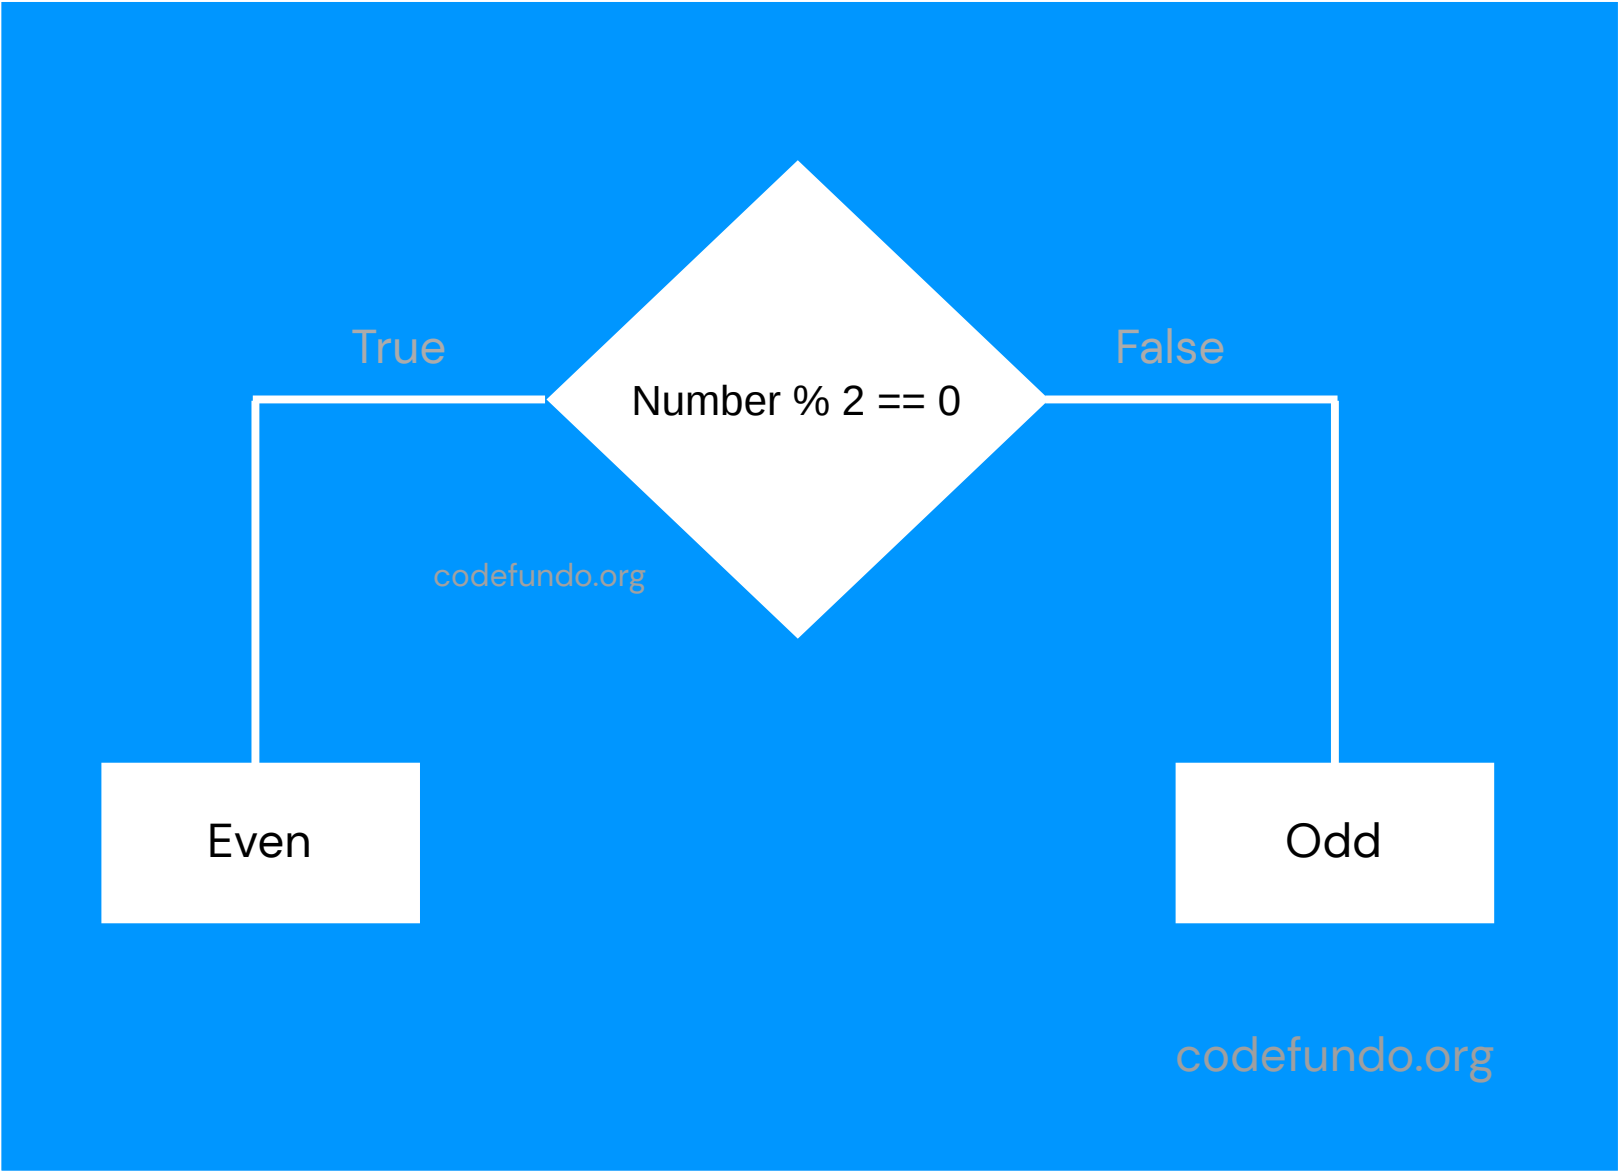 True
False
Number % 2 == 0
codefundo.org
Even
Odd
codefundo.org